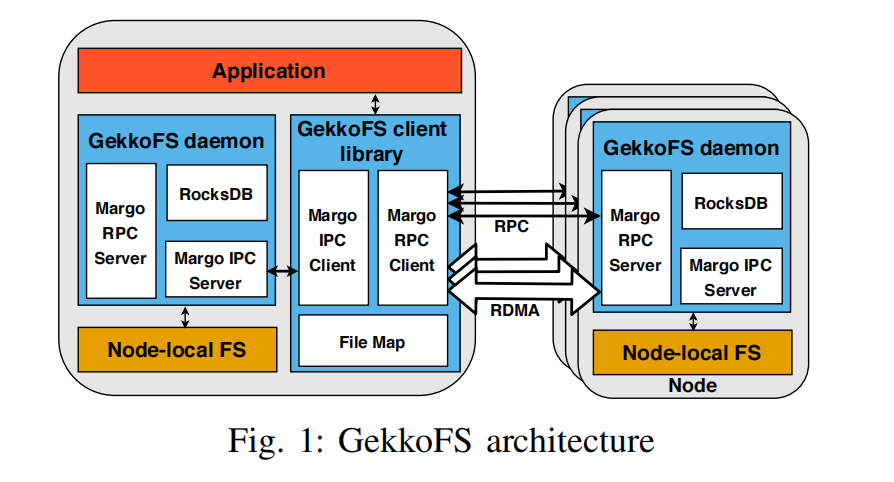 Application
GekkoFS daemon
Margo
RPC
Server
RocksDB
Margo IPC
Server
Node-local FS
GekkoFS client
library
Margo
IPC
Client
Margo
RPC
Client
File Map
RPC
RDMA
GekkoFS daemon
Margo
RPC
Server
RocksDB
Margo IPC
Server
Node-local FS
Node
Fig. 1: GekkoFS architecture